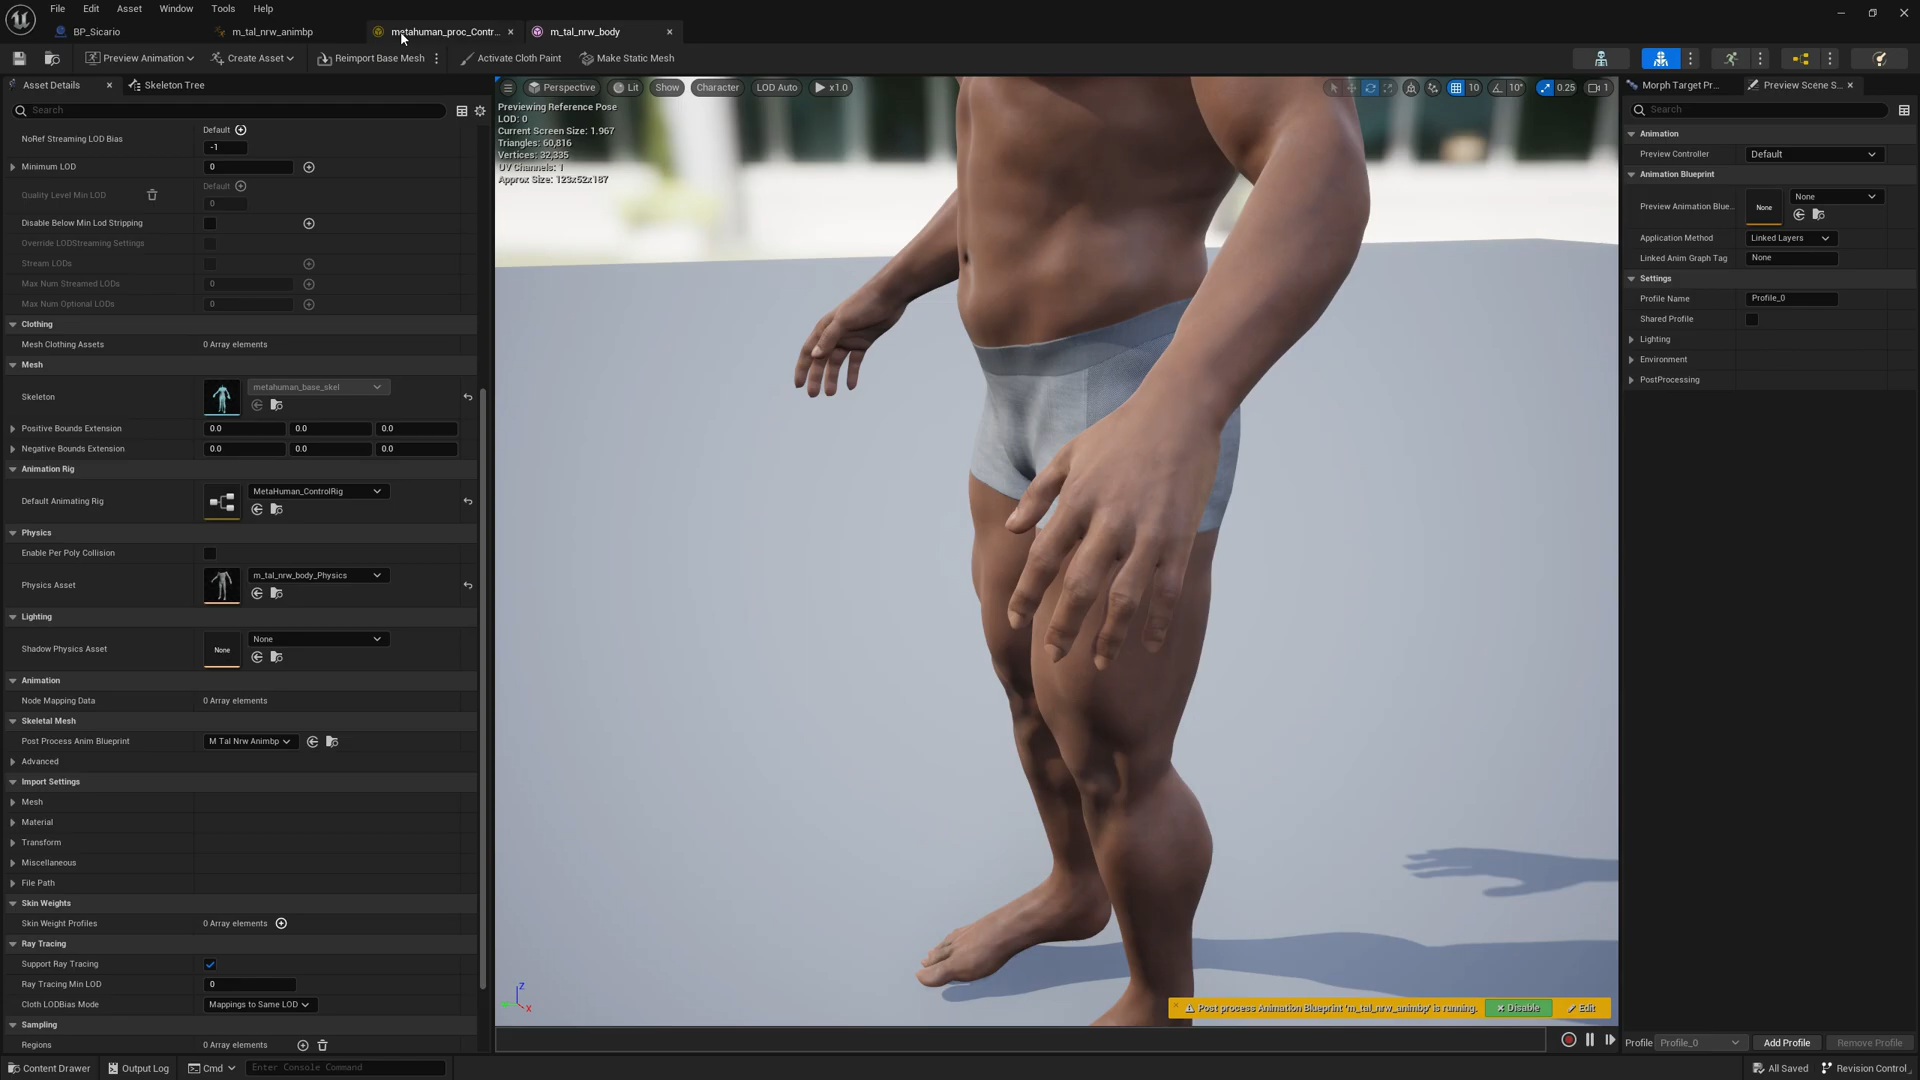 File Edit Asset Window Tools Help
BP_Sicario m_tal_nrw_animbp metahuman_proc_Contr... m_tal_nrw_body
Preview Animation Create Asset Reimport Base Mesh Activate Cloth Paint Make Static Mesh
Asset Details Skeleton Tree
Search
NoRef Streaming LOD Bias Default
-1
Minimum LOD 0
Quality Level Min LOD Default
0
Disable Below Min Lod Stripping
Override LODStreaming Settings
Stream LODs
Max Num Streamed LODs 0
Max Num Optional LODs 0
Clothing
Mesh Clothing Assets 0 Array elements
Mesh
Skeleton metahuman_base_skel
Positive Bounds Extension 0.0 0.0 0.0
Negative Bounds Extension 0.0 0.0 0.0
Animation Rig
Default Animating Rig MetaHuman_ControlRig
Physics
Enable Per Poly Collision
Physics Asset m_tal_nrw_body_Physics
Lighting
Shadow Physics Asset None None
Animation
Node Mapping Data 0 Array elements
Skeletal Mesh
Post Process Anim Blueprint M Tal Nrw Animbp
Advanced
Import Settings
Mesh
Material
Transform
Miscellaneous
File Path
Skin Weights
Skin Weight Profiles 0 Array elements
Ray Tracing
Support Ray Tracing
Ray Tracing Min LOD 0
Cloth LODBias Mode Mappings to Same LOD
Sampling
Regions 0 Array elements
Perspective Lit Show Character LOD Auto x1.0 10 10° 0.25 1
Previewing Reference Pose
LOD: 0
Current Screen Size: 1.967
Triangles: 60,816
Vertices: 32,335
UV Channels: 1
Approx Size: 123x52x187
Z
X
Post process Animation Blueprint 'm_tal_nrw_animbp' is running. Disable Edit
Morph Target Pr... Preview Scene S...
Search
Animation
Preview Controller Default
Animation Blueprint
Preview Animation Blue... None None
Application Method Linked Layers
Linked Anim Graph Tag None
Settings
Profile Name Profile_0
Shared Profile
Lighting
Environment
PostProcessing
Profile Profile_0 Add Profile Remove Profile
Content Drawer Output Log Cmd Enter Console Command All Saved Revision Control